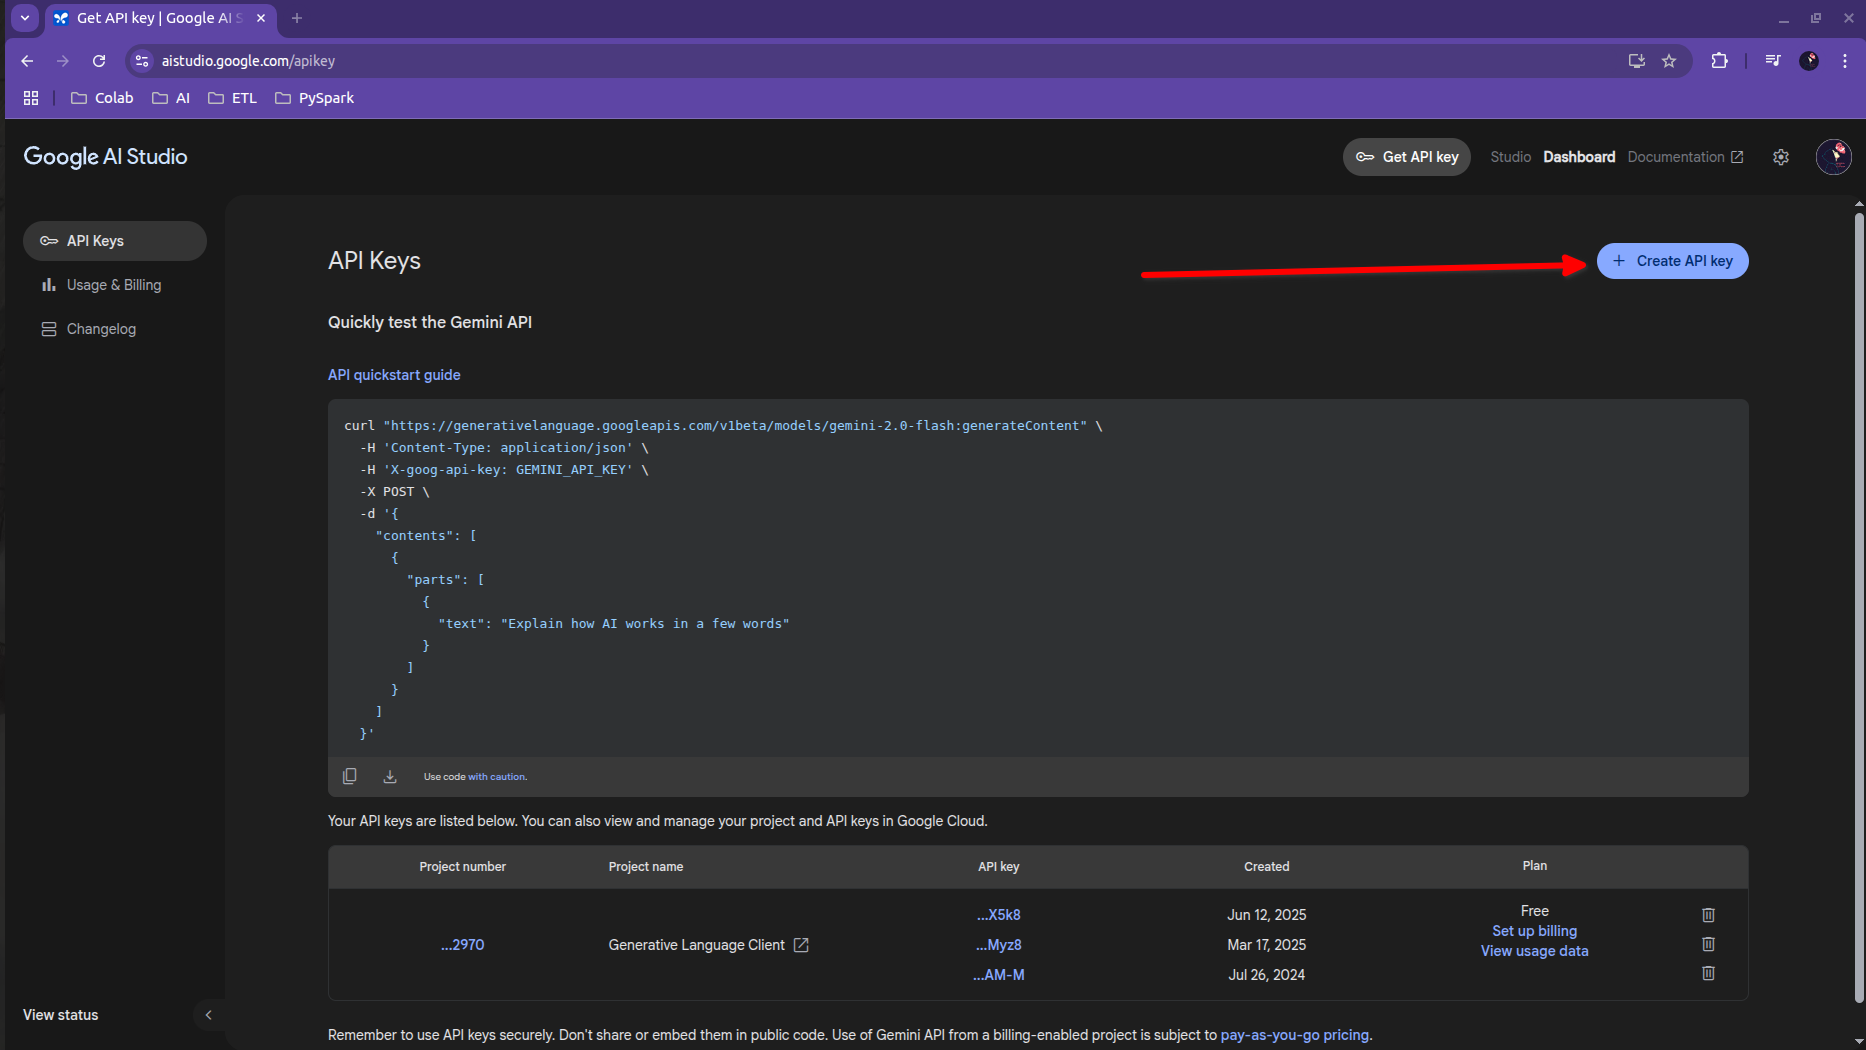 Get API key | Google AI S
aistudio.google.com/apikey
Colab AI ETL PySpark
Google AI Studio
Get API key Studio Dashboard Documentation
API Keys
Usage & Billing
Changelog
API Keys
Create API key
Quickly test the Gemini API
API quickstart guide
curl "https://generativelanguage.googleapis.com/v1beta/models/gemini-2.0-flash:generateContent" \
-H 'Content-Type: application/json' \
-H 'X-goog-api-key: GEMINI_API_KEY' \
-X POST \
-d '{
"contents": [
{
"parts": [
{
"text": "Explain how AI works in a few words"
}
]
}
]
}'
Use code with caution.
Your API keys are listed below. You can also view and manage your project and API keys in Google Cloud.
Project number Project name API key Created Plan
...X5k8 Jun 12, 2025 Free
Set up billing
...2970 Generative Language Client ...Myz8 Mar 17, 2025
View usage data
...AM-M Jul 26, 2024
View status
Remember to use API keys securely. Don't share or embed them in public code. Use of Gemini API from a billing-enabled project is subject to pay-as-you-go pricing.